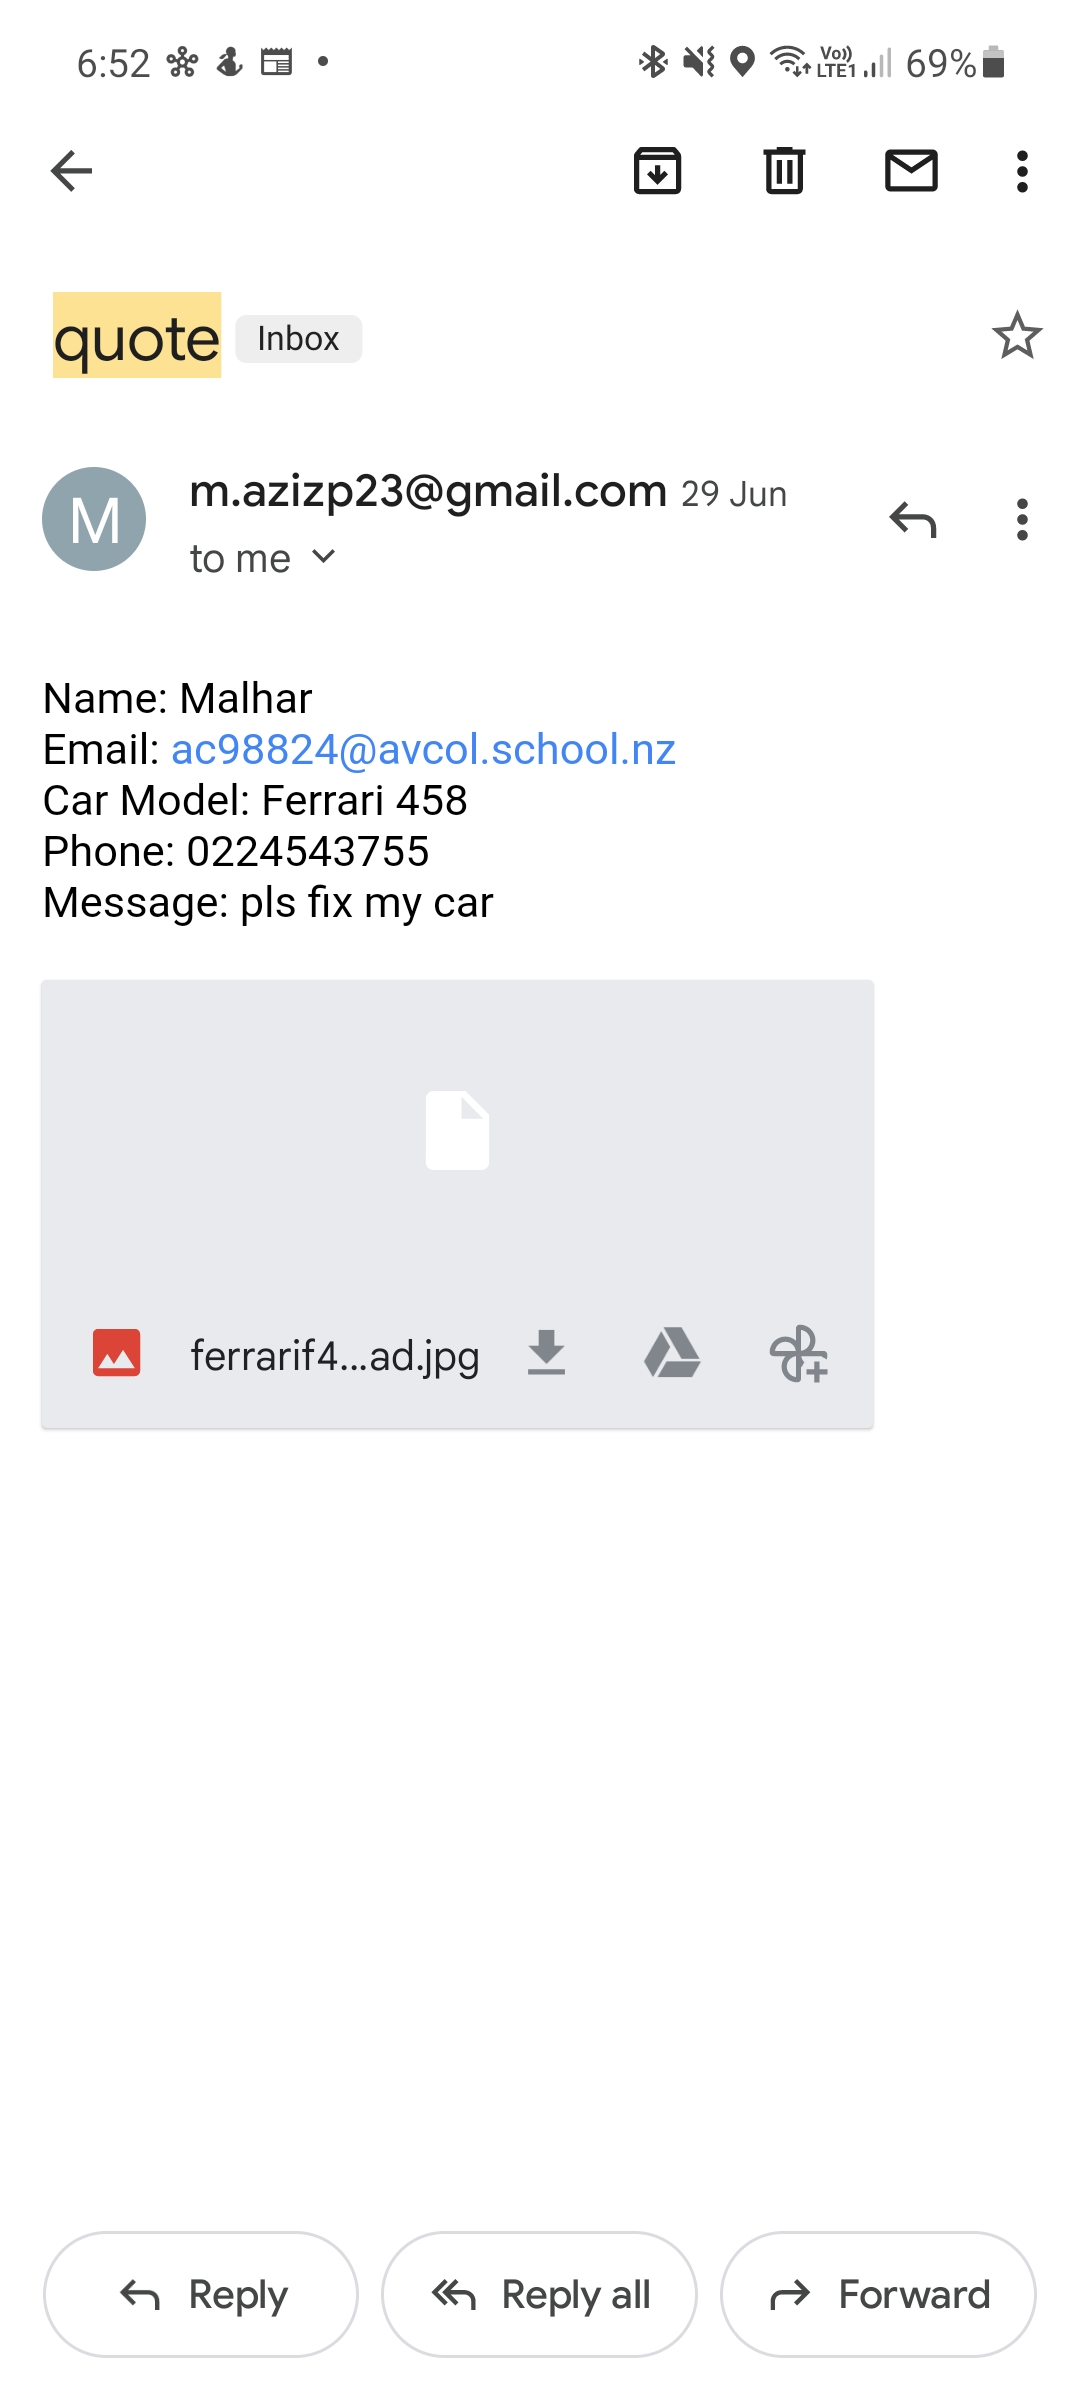 6:52
Vo)) LTE1 69%
quote Inbox
M
m.azizp23@gmail.com 29 Jun
to me
Name: Malhar
Email: ac98824@avcol.school.nz
Car Model: Ferrari 458
Phone: 0224543755
Message: pls fix my car
ferrarif4...ad.jpg
Reply
Reply all
Forward